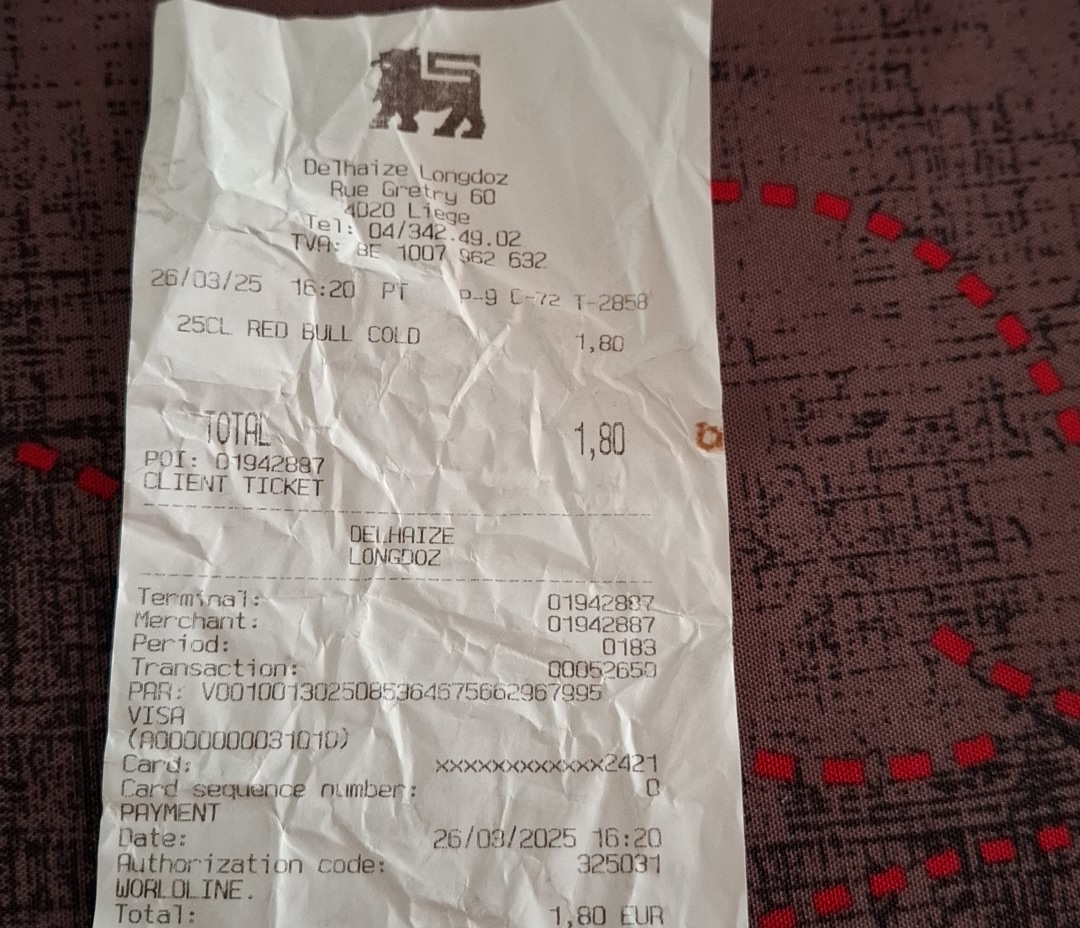 Delhaize Longdoz
Rue Gretry 60
4020 Liege
Tel: 04/342.49.02
TVA: BE 1007 962 632
26/03/25 16:20 PT P-9 C-72 T-2858
25CL RED BULL COLD 1,80
TOTAL 1,80
POI: 01942887
CLIENT TICKET
DELHAIZE
LONGDOZ
Terminal: 01942887
Merchant: 01942887
Period: 0183
Transaction: 00052650
PAR: V0010013025085364675662967995
VISA
(A0000000031010)
Card: xxxxxxxxxxxx2421
Card sequence number: 0
PAYMENT
Date: 26/03/2025 16:20
Authorization code: 325031
WORLDLINE.
Total: 1,80 EUR